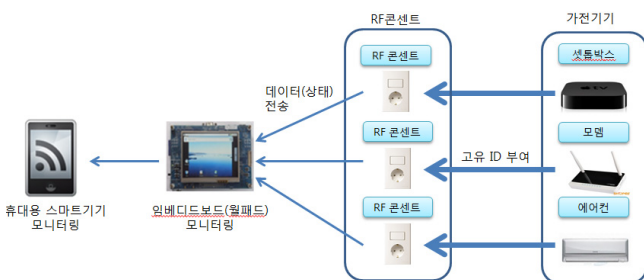 RF콘센트
가전기기
RF 콘센트
셋톱박스
tv
데이터(상태)
전송
RF 콘센트
고유 ID 부여
모뎀
RF 콘센트
에어컨
휴대용 스마트기기
모니터링
임베디드보드(월패드)
모니터링